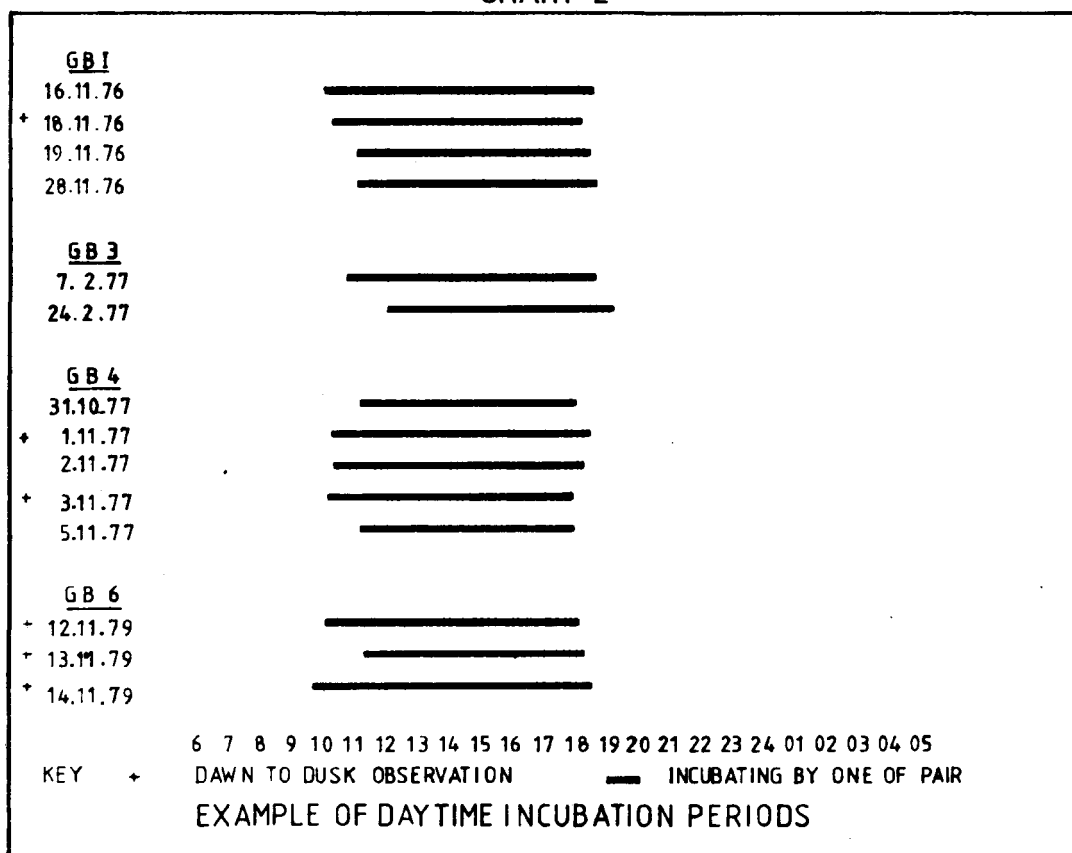 CHART 2
GB1
16.11.76
+ 18.11.76
19.11.76
28.11.76
GB3
7.2.77
24.2.77
GB4
31.10.77
+ 1.11.77
2.11.77
+ 3.11.77
5.11.77
GB6
+ 12.11.79
+ 13.11.79
+ 14.11.79
6 7 8 9 10 11 12 13 14 15 16 17 18 19 20 21 22 23 24 01 02 03 04 05
KEY + DAWN TO DUSK OBSERVATION INCUBATING BY ONE OF PAIR
EXAMPLE OF DAYTIME INCUBATION PERIODS